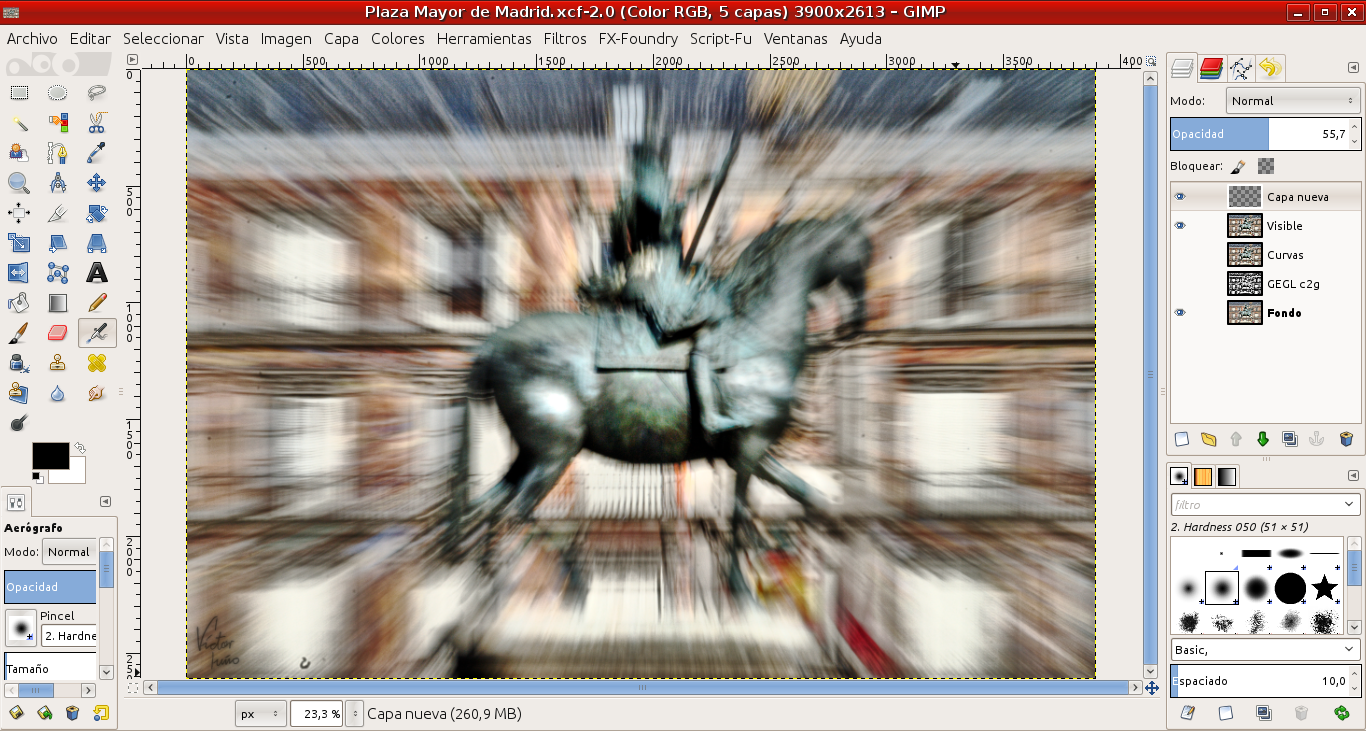 Plaza Mayor de Madrid.xcf-2.0 (Color RGB, 5 capas) 3900x2613 – GIMP
Archivo Editar Seleccionar Vista Imagen Capa Colores Herramientas Filtros FX-Foundry Script-Fu Ventanas Ayuda
0 500 1000 1500 2000 2500 3000 3500 400
0
500
1000
1500
2000
25
Modo: Normal
Opacidad 55,7
Bloquear:
Capa nueva
Visible
Curvas
GEGL c2g
Fondo
filtro
2. Hardness 050 (51 × 51)
Basic,
Espaciado 10,0
Aerógrafo
Modo: Normal
Opacidad
Pincel
2. Hardne
Tamaño
Víctor
px 23,3 % Capa nueva (260,9 MB)